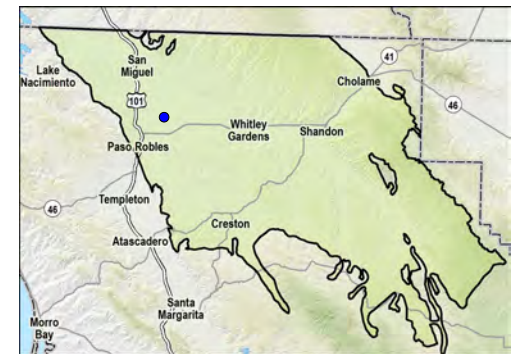 San
Miguel
41
Lake
Nacimiento
Cholame
101
46
Whitley
Gardens
Shandon
Paso Robles
Templeton
46
Creston
Atascadero
Santa
Margarita
Morro
Bay